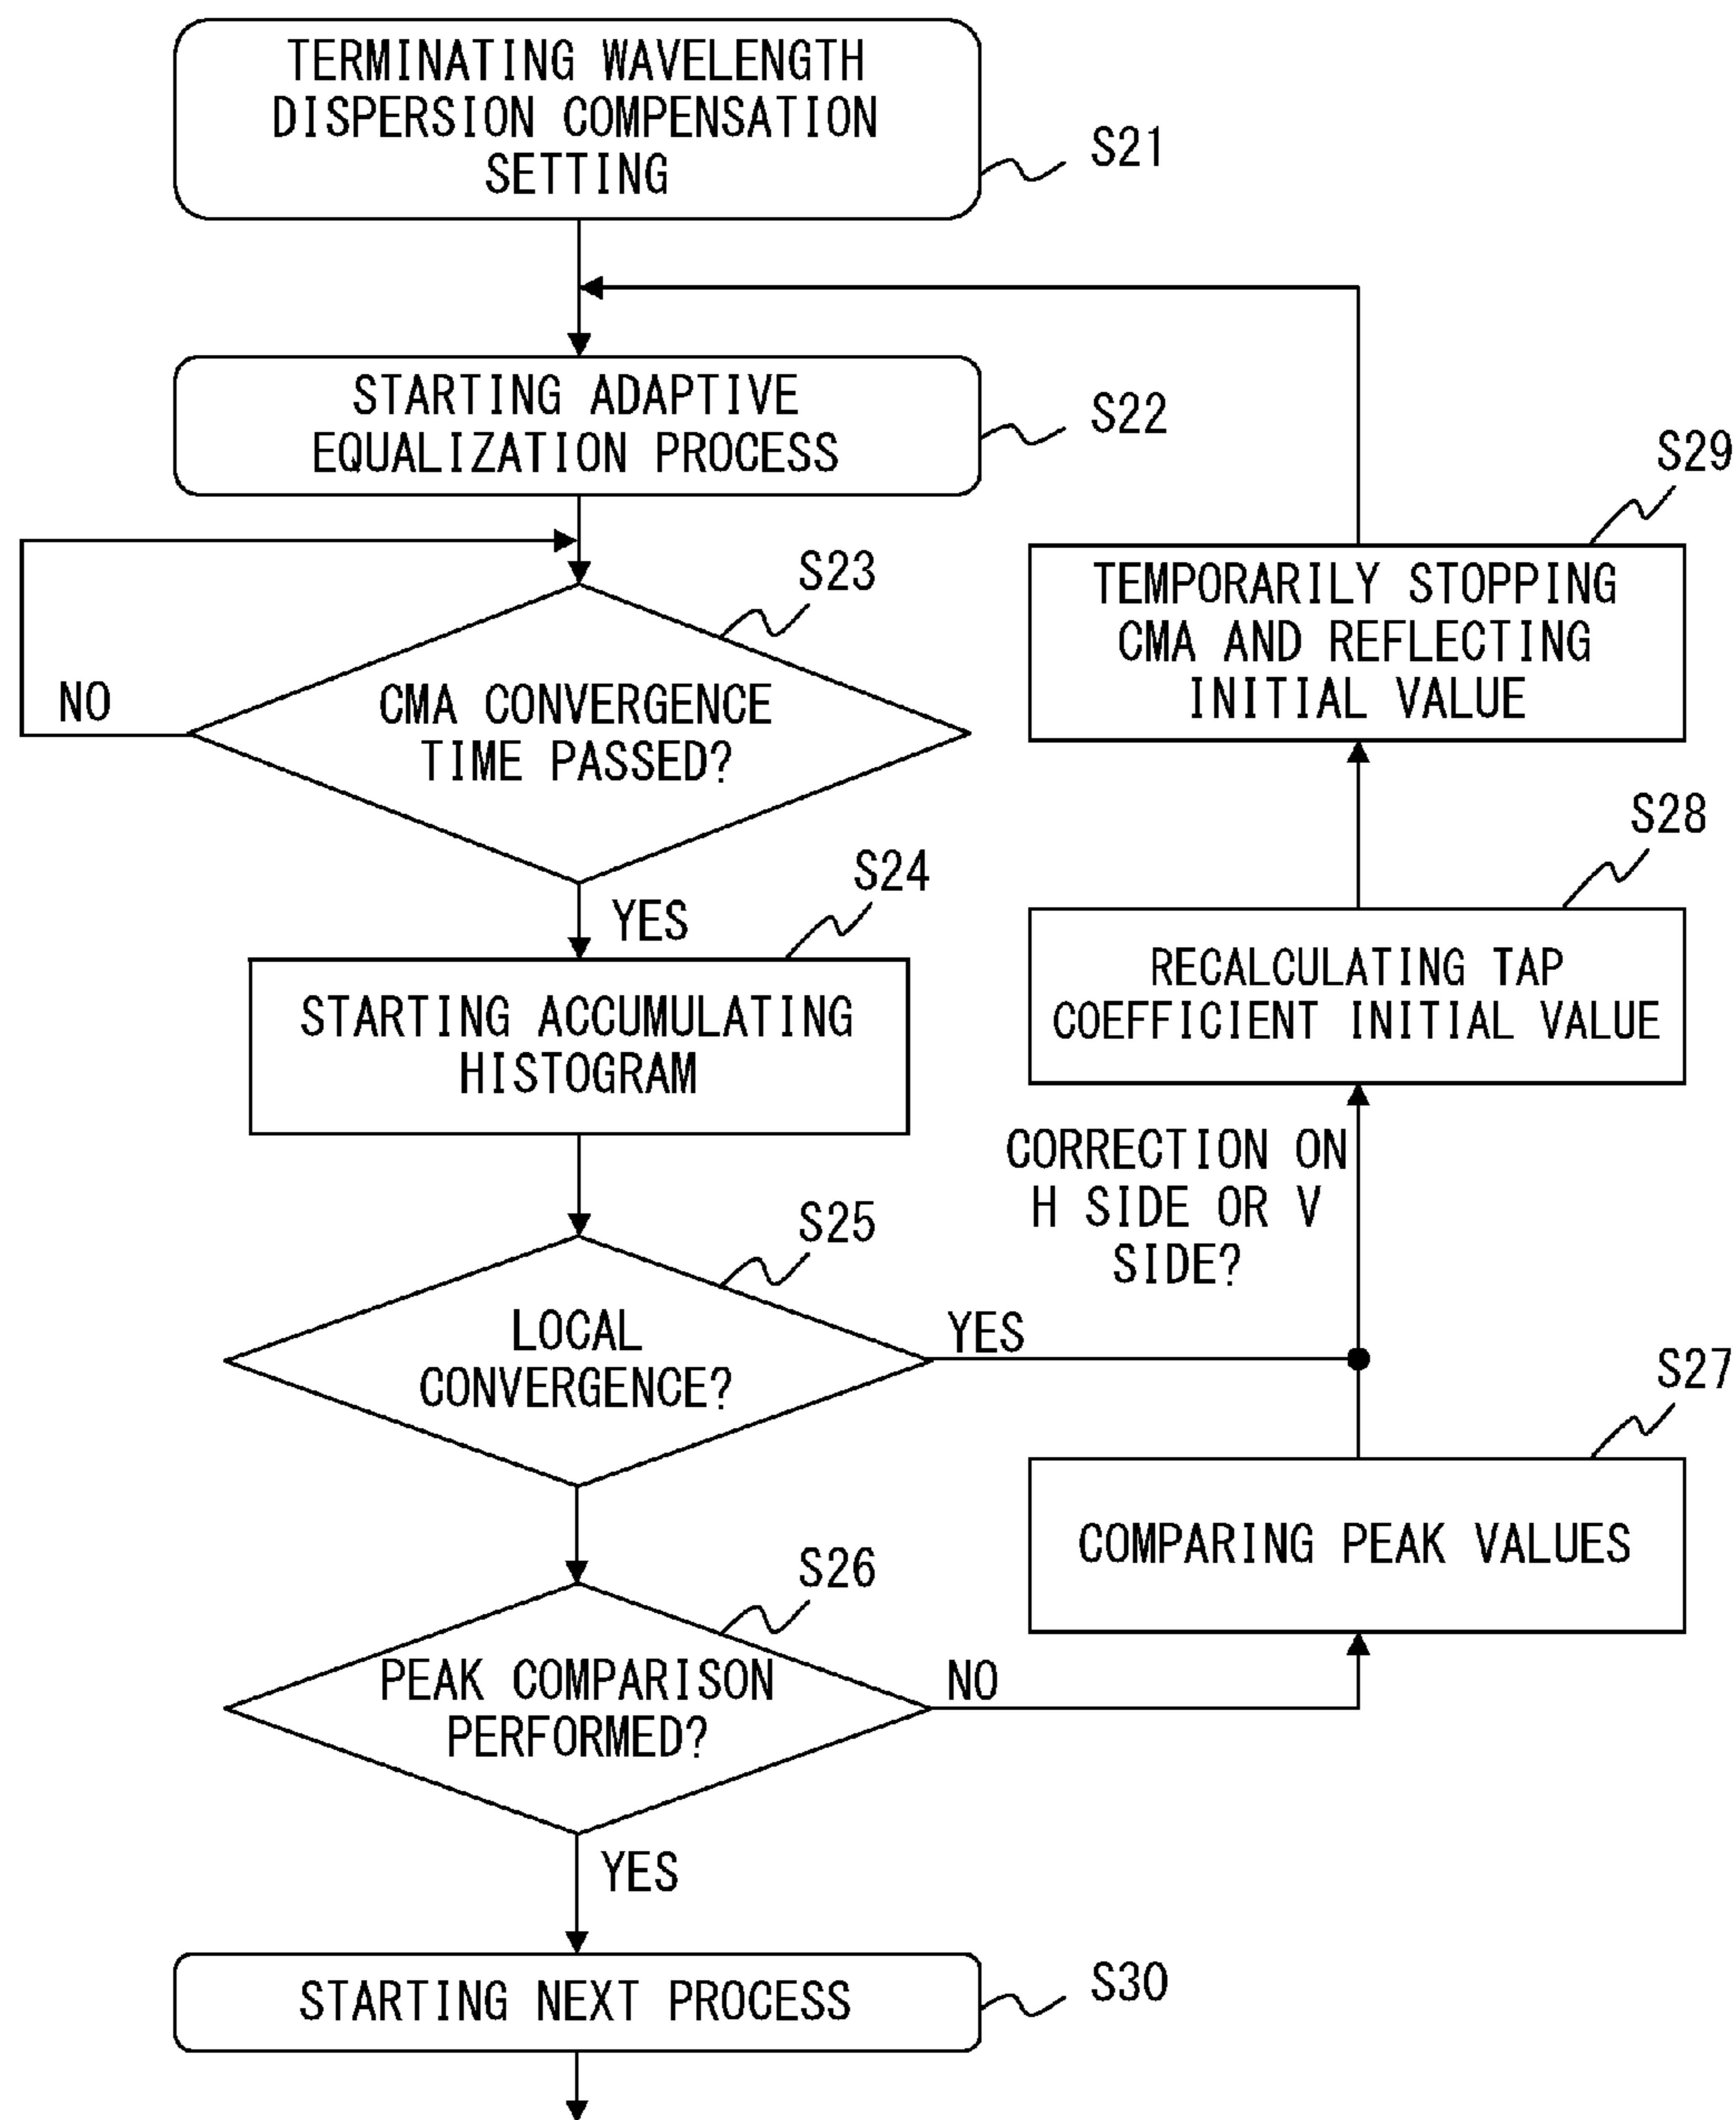 TERMINATING WAVELENGTH
DISPERSION COMPENSATION
SETTING
S21
STARTING ADAPTIVE
EQUALIZATION PROCESS
S22
S23
CMA CONVERGENCE
TIME PASSED?
NO
YES
S24
STARTING ACCUMULATING
HISTOGRAM
S25
LOCAL
CONVERGENCE?
YES
S26
PEAK COMPARISON
PERFORMED?
NO
YES
S27
COMPARING PEAK VALUES
CORRECTION ON
H SIDE OR V
SIDE?
S28
RECALCULATING TAP
COEFFICIENT INITIAL VALUE
S29
TEMPORARILY STOPPING
CMA AND REFLECTING
INITIAL VALUE
STARTING NEXT PROCESS
S30